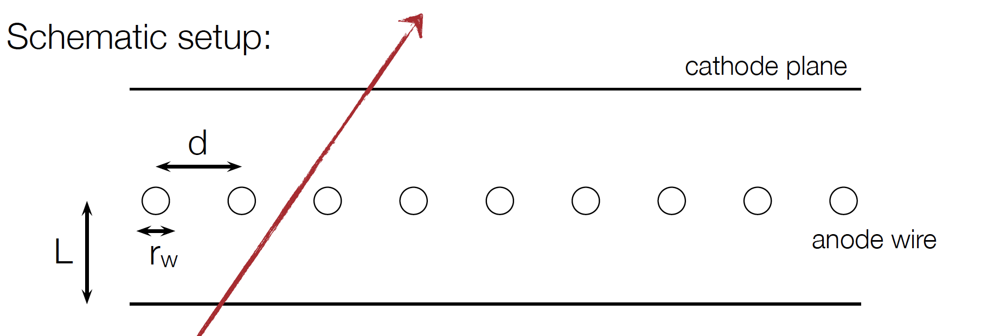 Schematic setup:
cathode plane
d
L
rw
anode wire